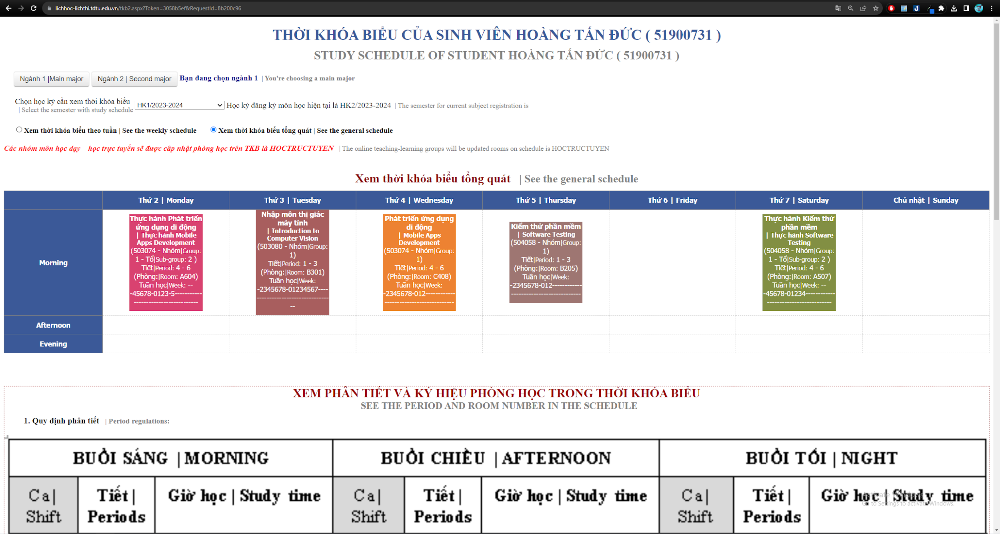 lichhoc-lichthi.tdtu.edu.vn/tkb2.aspx?Token=3058b5ef&RequestId=8b200c96
THỜI KHÓA BIỂU CỦA SINH VIÊN HOÀNG TẤN ĐỨC ( 51900731 )
STUDY SCHEDULE OF STUDENT HOÀNG TẤN ĐỨC ( 51900731 )
Ngành 1 |Main major Ngành 2 | Second major Bạn đang chọn ngành 1 | You're choosing a main major
Chọn học kỳ cần xem thời khóa biểu
| Select the semester with study schedule
HK1/2023-2024 Học kỳ đăng ký môn học hiện tại là HK2/2023-2024 | The semester for current subject registration is
Xem thời khóa biểu theo tuần | See the weekly schedule Xem thời khóa biểu tổng quát | See the general schedule
Các nhóm môn học dạy – học trực tuyến sẽ được cập nhật phòng học trên TKB là HOCTRUCTUYEN | The online teaching-learning groups will be updated rooms on schedule is HOCTRUCTUYEN
Xem thời khóa biểu tổng quát | See the general schedule
Thứ 2 | Monday Thứ 3 | Tuesday Thứ 4 | Wednesday Thứ 5 | Thursday Thứ 6 | Friday Thứ 7 | Saturday Chủ nhật | Sunday
Morning
Thực hành Phát triển
ứng dụng di động
| Thực hành Mobile
Apps Development
(503074 - Nhóm|Group:
1 - Tổ|Sub-group: 2 )
Tiết|Period: 4 - 6
(Phòng:|Room: A604)
Tuần học|Week: --
-45678-0123-5-----------
--------------------------
Nhập môn thị giác
máy tính
| Introduction to
Computer Vision
(503080 - Nhóm|Group:
1)
Tiết|Period: 1 - 3
(Phòng:|Room: B301)
Tuần học|Week:
-2345678-01234567----
-----------------------------
--
Phát triển ứng dụng
di động
| Mobile Apps
Development
(503074 - Nhóm|Group:
1)
Tiết|Period: 4 - 6
(Phòng:|Room: C408)
Tuần học|Week:
-2345678-012------------
----------------------------
Kiểm thử phần mềm
| Software Testing
(504058 - Nhóm|Group:
1)
Tiết|Period: 1 - 3
(Phòng:|Room: B205)
Tuần học|Week:
-2345678-012------------
----------------------------
Thực hành Kiểm thử
phần mềm
| Thực hành Software
Testing
(504058 - Nhóm|Group:
1 - Tổ|Sub-group: 2 )
Tiết|Period: 4 - 6
(Phòng:|Room: A507)
Tuần học|Week: --
-45678-01234------------
--------------------------
Afternoon
Evening
XEM PHÂN TIẾT VÀ KÝ HIỆU PHÒNG HỌC TRONG THỜI KHÓA BIỂU
SEE THE PERIOD AND ROOM NUMBER IN THE SCHEDULE
1. Quy định phân tiết | Period regulations:
BUỔI SÁNG |MORNING BUỔI CHIỀU |AFTERNOON BUỔI TỐI | NIGHT
Ca|
Shift
Tiết|
Periods
Giờ học | Study time
Ca|
Shift
Tiết|
Periods
Giờ học | Study time
Ca|
Shift
Tiết|
Periods
Giờ học | Study time
Activate Windows
Go to Settings to activate Windows.